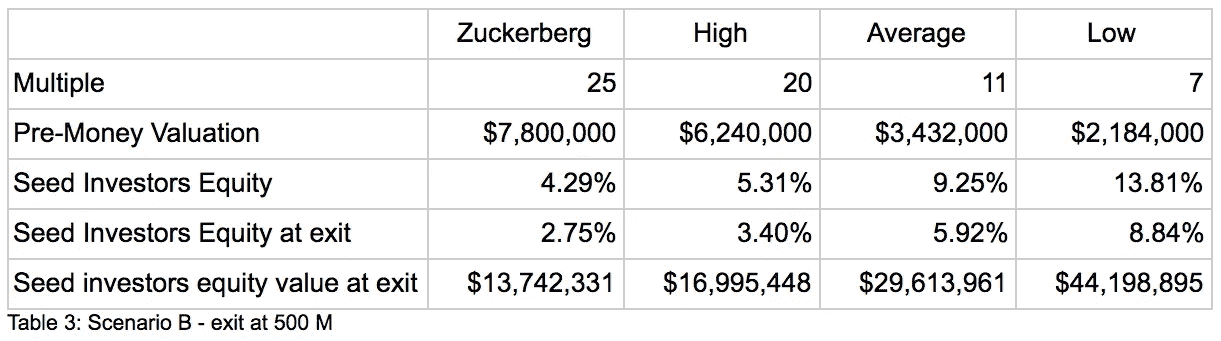 Zuckerberg High Average Low
Multiple 25 20 11 7
Pre-Money Valuation $7,800,000 $6,240,000 $3,432,000 $2,184,000
Seed Investors Equity 4.29% 5.31% 9.25% 13.81%
Seed Investors Equity at exit 2.75% 3.40% 5.92% 8.84%
Seed investors equity value at exit $13,742,331 $16,995,448 $29,613,961 $44,198,895
Table 3: Scenario B - exit at 500 M